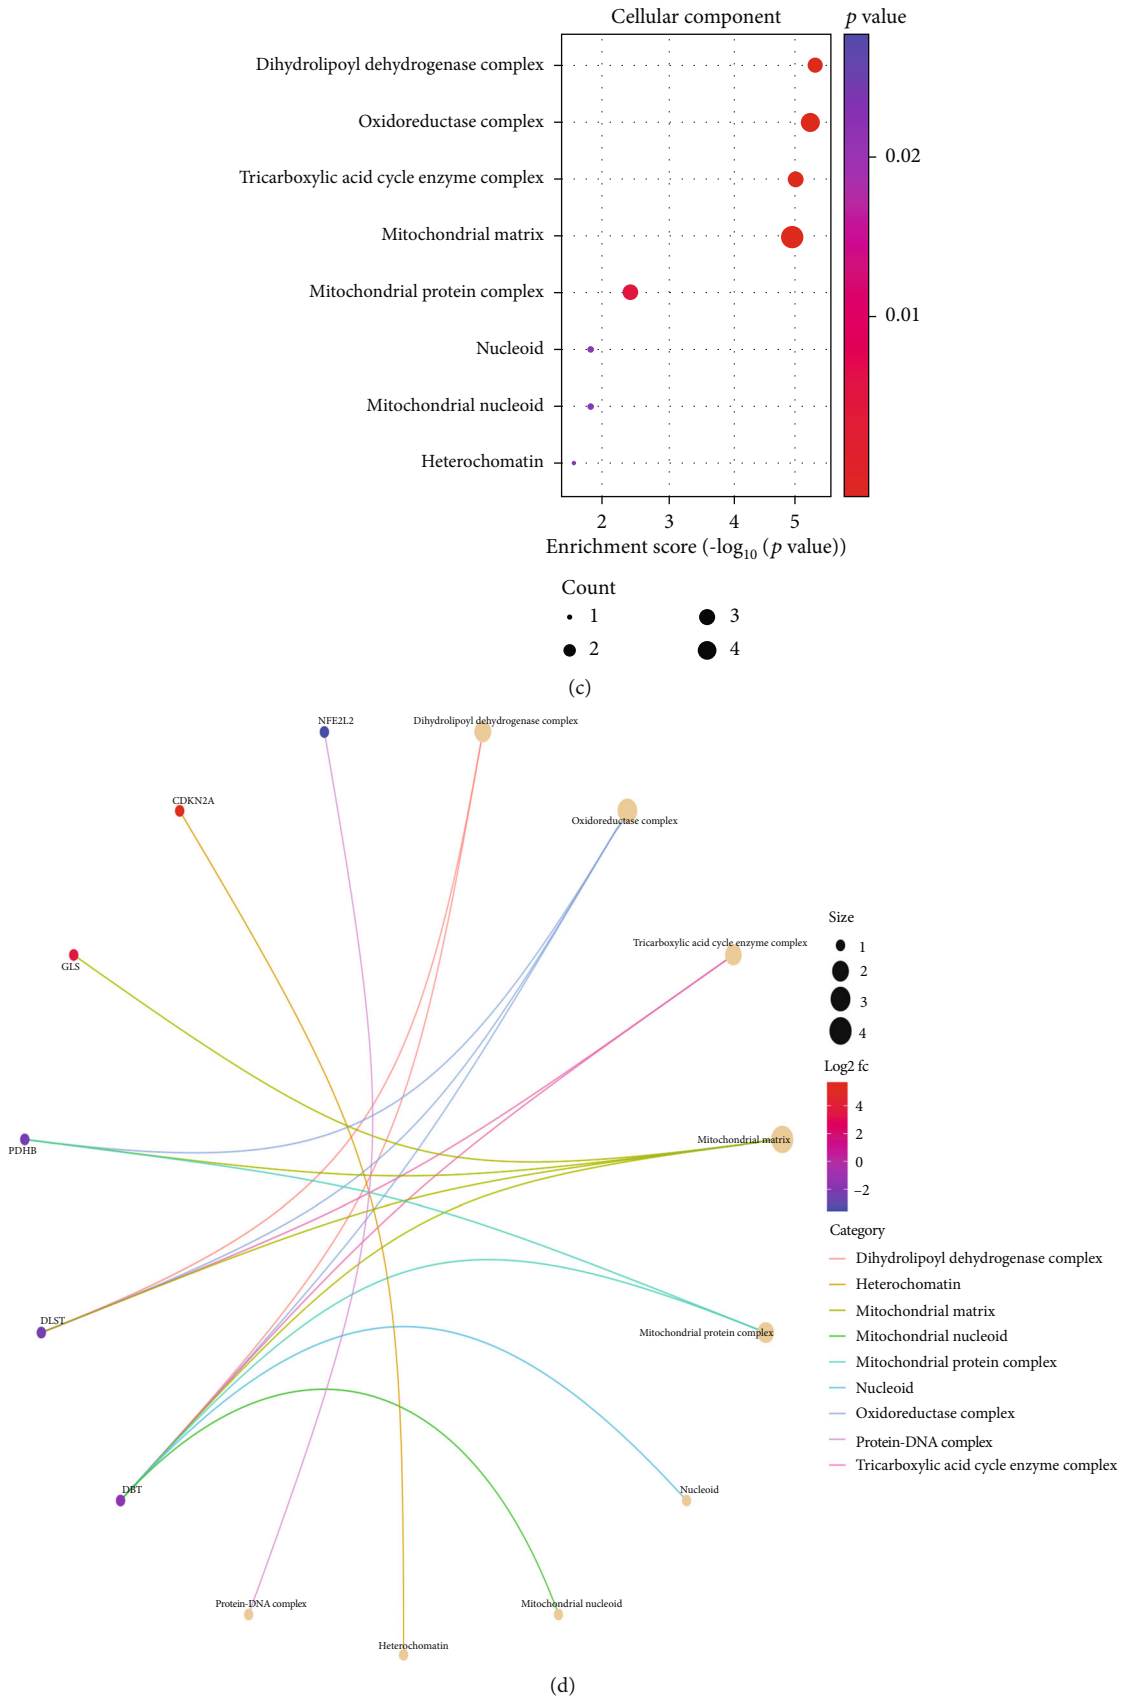 Cellular component
p value
Dihydrolipoyl dehydrogenase complex
Oxidoreductase complex
Tricarboxylic acid cycle enzyme complex
Mitochondrial matrix
Mitochondrial protein complex
Nucleoid
Mitochondrial nucleoid
Heterochomatin
0.02
0.01
2 3 4 5
Enrichment score (-log10 (p value))
Count
1 3
2 4
(c)
NFE2L2 Dihydrolipoyl dehydrogenase complex
CDKN2A
Oxidoreductase complex
Tricarboxylic acid cycle enzyme complex
GLS
PDHB
Mitochondrial matrix
DLST
Mitochondrial protein complex
DBT
Nucleoid
Protein-DNA complex
Mitochondrial nucleoid
Heterochomatin
Size
1
2
3
4
Log2 fc
4
2
0
–2
Category
Dihydrolipoyl dehydrogenase complex
Heterochomatin
Mitochondrial matrix
Mitochondrial nucleoid
Mitochondrial protein complex
Nucleoid
Oxidoreductase complex
Protein-DNA complex
Tricarboxylic acid cycle enzyme complex
(d)